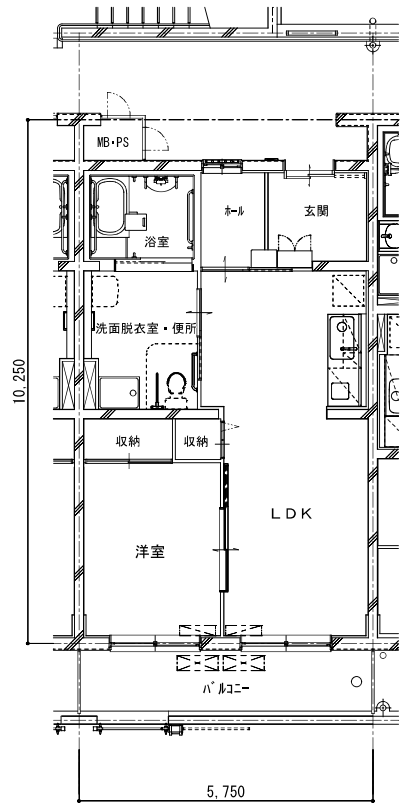 MB・PS
浴室
ホール
玄関
洗面脱衣室・便所
10,250
収納
収納
LDK
洋室
バルコニー
5,750